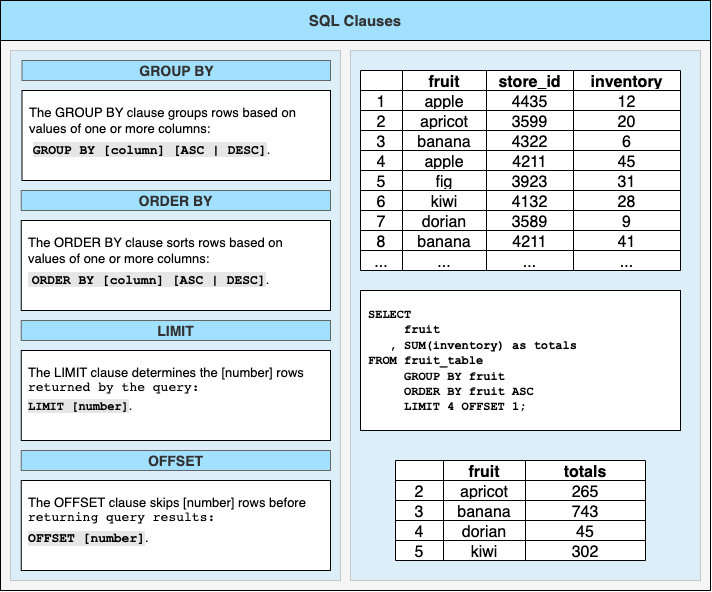 SQL Clauses
GROUP BY
The GROUP BY clause groups rows based on
values of one or more columns:
GROUP BY [column] [ASC | DESC].
ORDER BY
The ORDER BY clause sorts rows based on
values of one or more columns:
ORDER BY [column] [ASC | DESC].
LIMIT
The LIMIT clause determines the [number] rows
returned by the query:
LIMIT [number].
OFFSET
The OFFSET clause skips [number] rows before
returning query results:
OFFSET [number].
fruit store_id inventory
1 apple 4435 12
2 apricot 3599 20
3 banana 4322 6
4 apple 4211 45
5 fig 3923 31
6 kiwi 4132 28
7 dorian 3589 9
8 banana 4211 41
... ... ... ...
SELECT
fruit
, SUM(inventory) as totals
FROM fruit_table
GROUP BY fruit
ORDER BY fruit ASC
LIMIT 4 OFFSET 1;
fruit totals
2 apricot 265
3 banana 743
4 dorian 45
5 kiwi 302